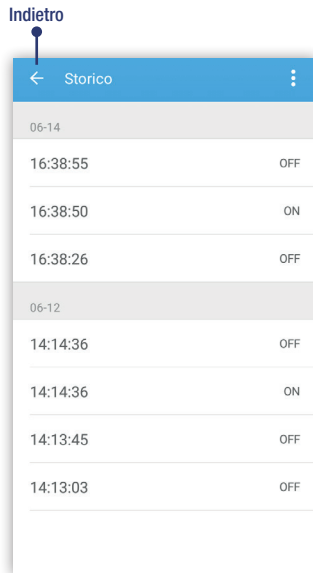 Indietro
Storico
06-14
16:38:55 OFF
16:38:50 ON
16:38:26 OFF
06-12
14:14:36 OFF
14:14:36 ON
14:13:45 OFF
14:13:03 OFF